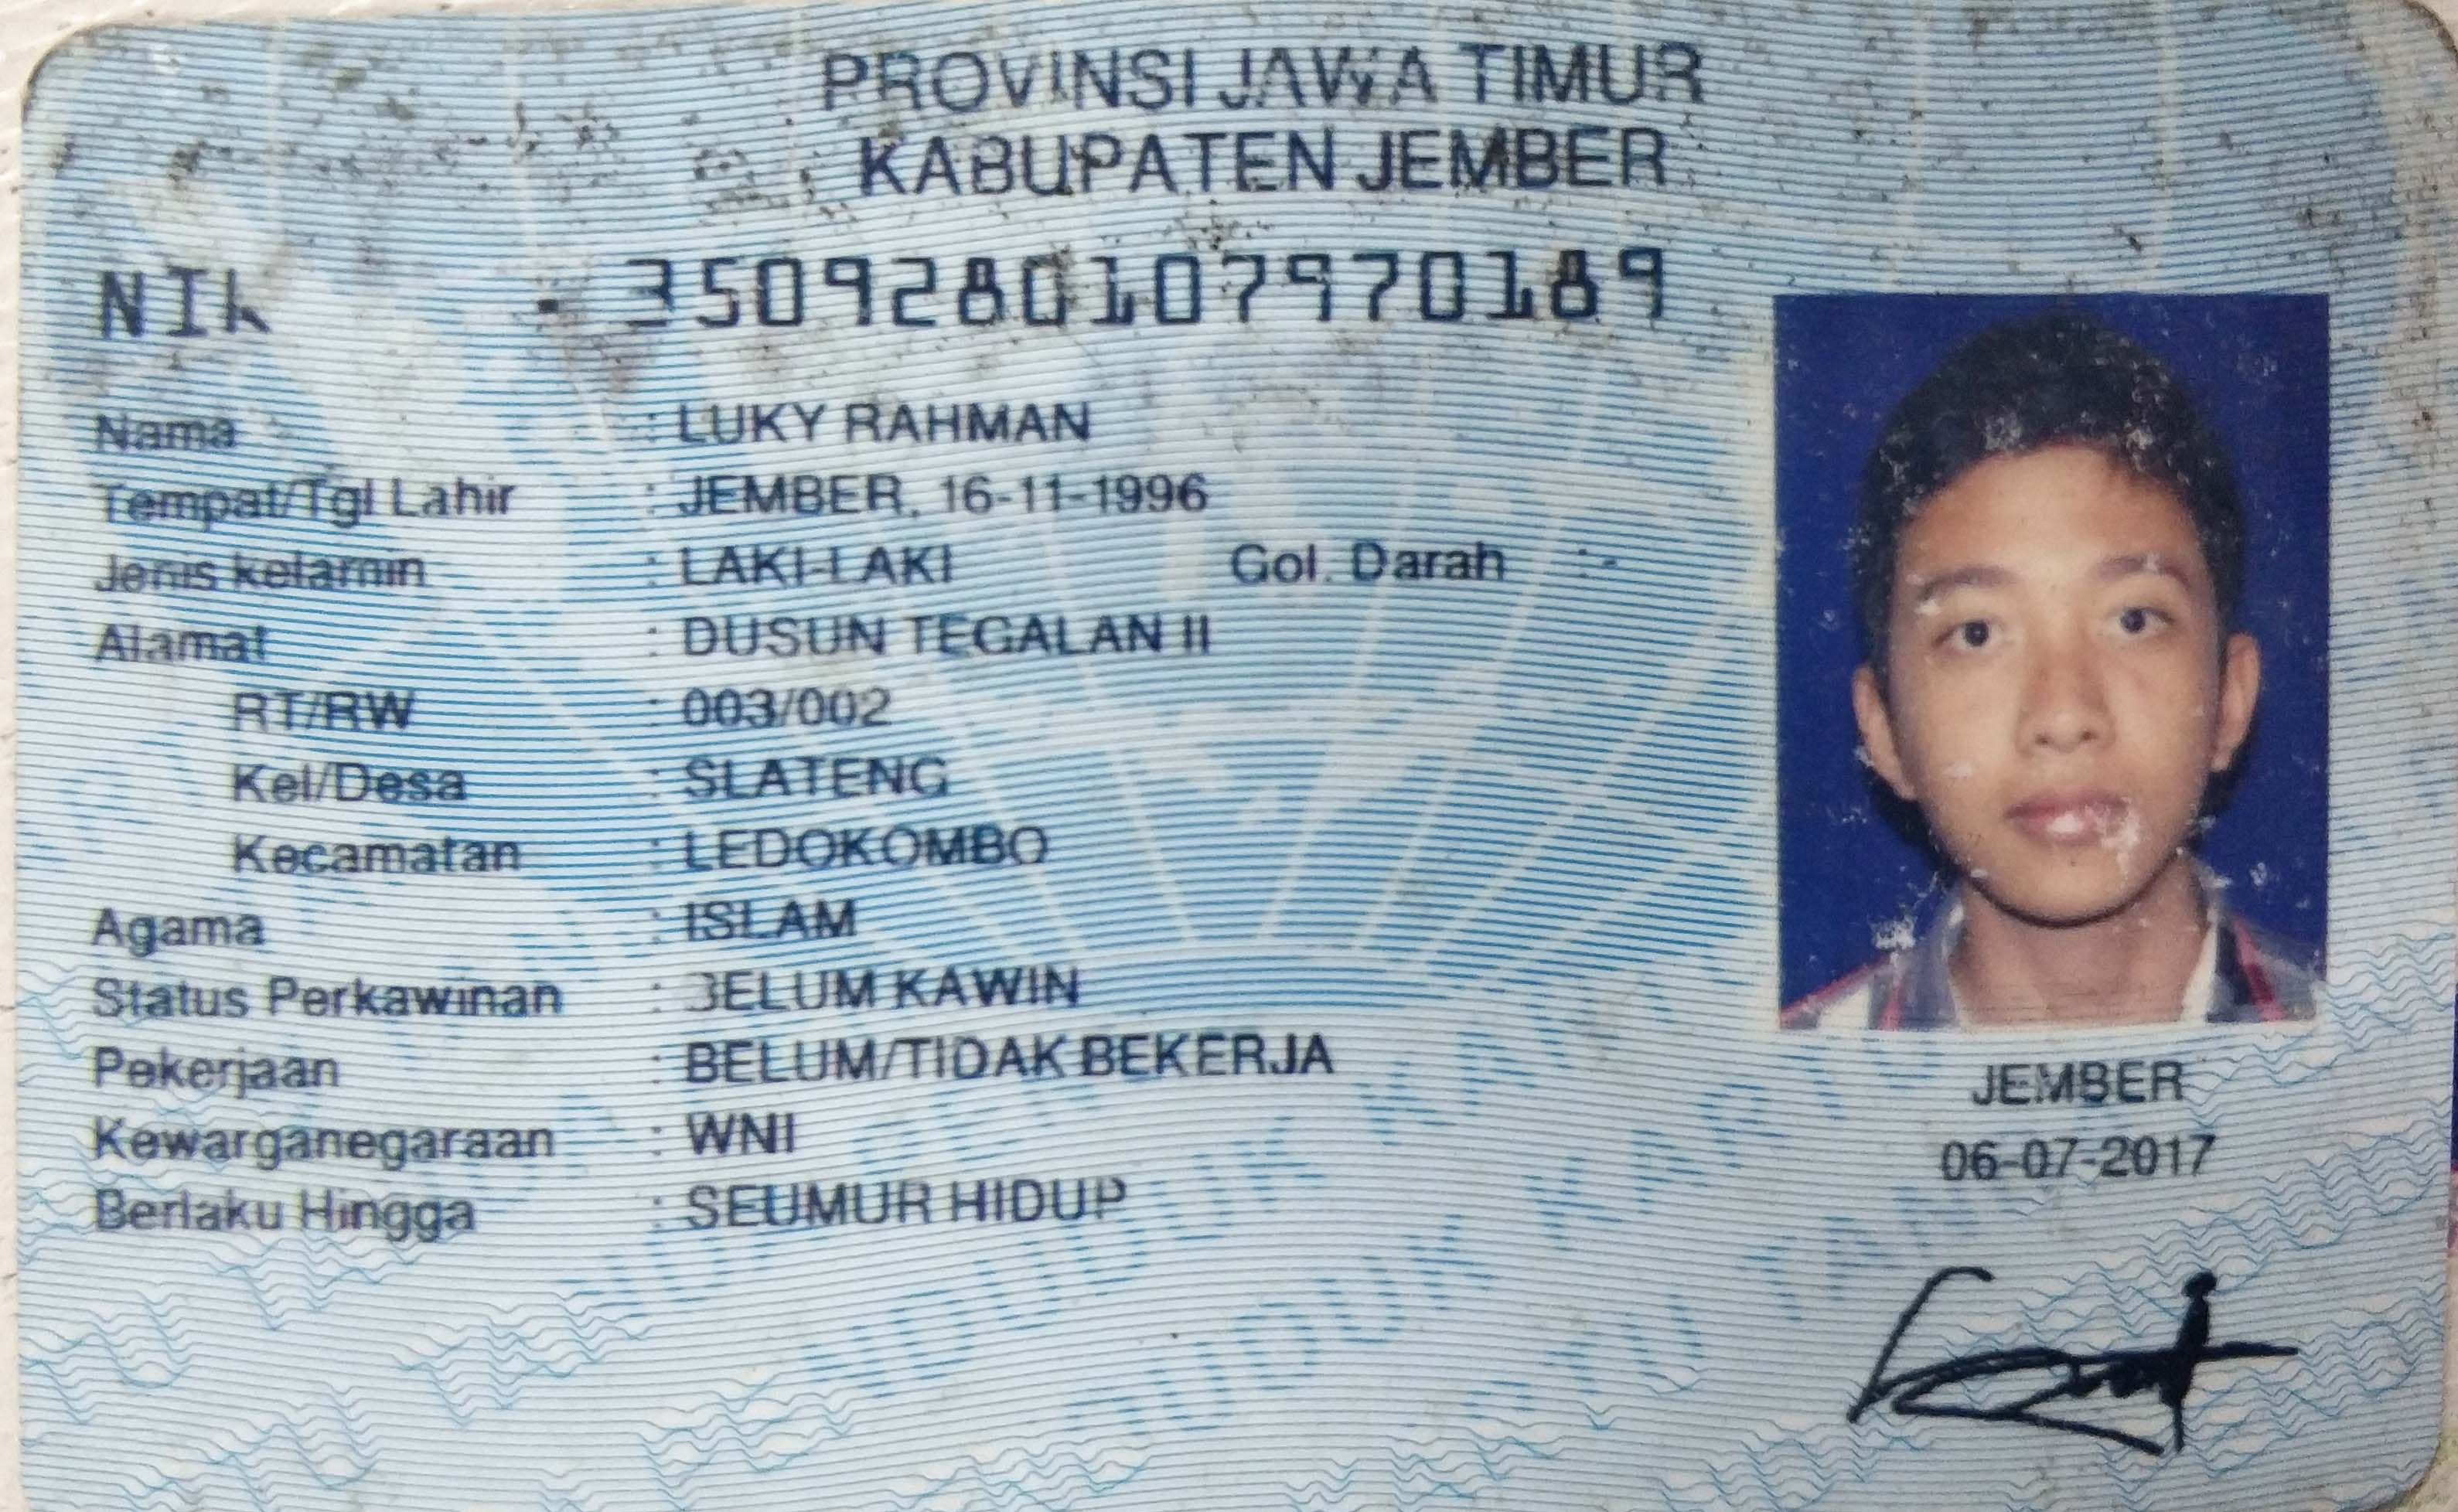 PROVINSI JAWA TIMUR
KABUPATEN JEMBER
NIK : 3509280107970189
Nama : LUKY RAHMAN
Tempat/Tgl Lahir : JEMBER, 16-11-1996
Jenis kelamin : LAKI-LAKI Gol. Darah : -
Alamat : DUSUN TEGALAN II
RT/RW : 003/002
Kel/Desa : SLATENG
Kecamatan : LEDOKOMBO
Agama : ISLAM
Status Perkawinan : BELUM KAWIN
Pekerjaan : BELUM/TIDAK BEKERJA
Kewarganegaraan : WNI
Berlaku Hingga : SEUMUR HIDUP
JEMBER
06-07-2017